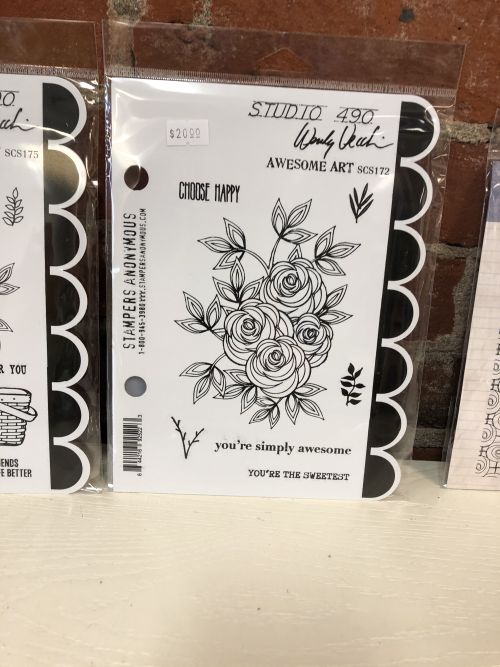 STUDIO 490
Wendy Vecchi
AWESOME ART SCS172
$20.00
CHOOSE HAPPY
STAMPERS ANONYMOUS
1-800-945-3980 WWW.STAMPERSANONYMOUS.COM
you're simply awesome
YOU'RE THE SWEETEST
SCS175
R YOU
ENDS
E BETTER